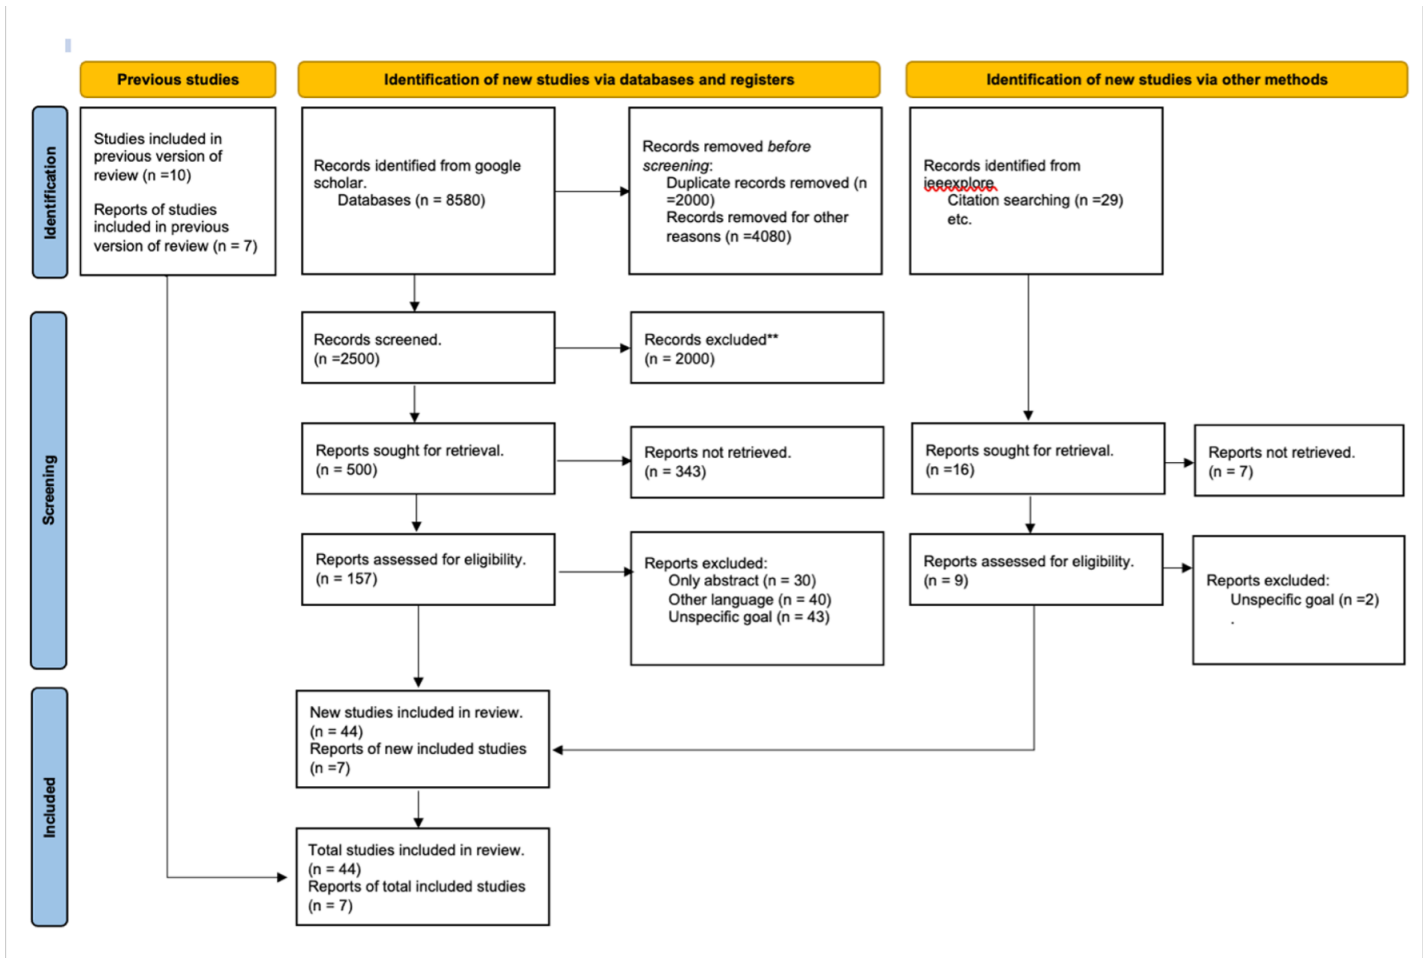 Previous studies
Identification of new studies via databases and registers
Identification of new studies via other methods
Identification
Studies included in
previous version of
review (n =10)
Reports of studies
included in previous
version of review (n = 7)
Records identified from google
scholar.
Databases (n = 8580)
Records removed before
screening:
Duplicate records removed (n
=2000)
Records removed for other
reasons (n =4080)
Records identified from
ieeexplore.
Citation searching (n =29)
etc.
Screening
Records screened.
(n =2500)
Records excluded**
(n = 2000)
Reports sought for retrieval.
(n = 500)
Reports not retrieved.
(n = 343)
Reports sought for retrieval.
(n =16)
Reports not retrieved.
(n = 7)
Reports assessed for eligibility.
(n = 157)
Reports excluded:
Only abstract (n = 30)
Other language (n = 40)
Unspecific goal (n = 43)
Reports assessed for eligibility.
(n = 9)
Reports excluded:
Unspecific goal (n =2)
.
Included
New studies included in review.
(n = 44)
Reports of new included studies
(n =7)
Total studies included in review.
(n = 44)
Reports of total included studies
(n = 7)